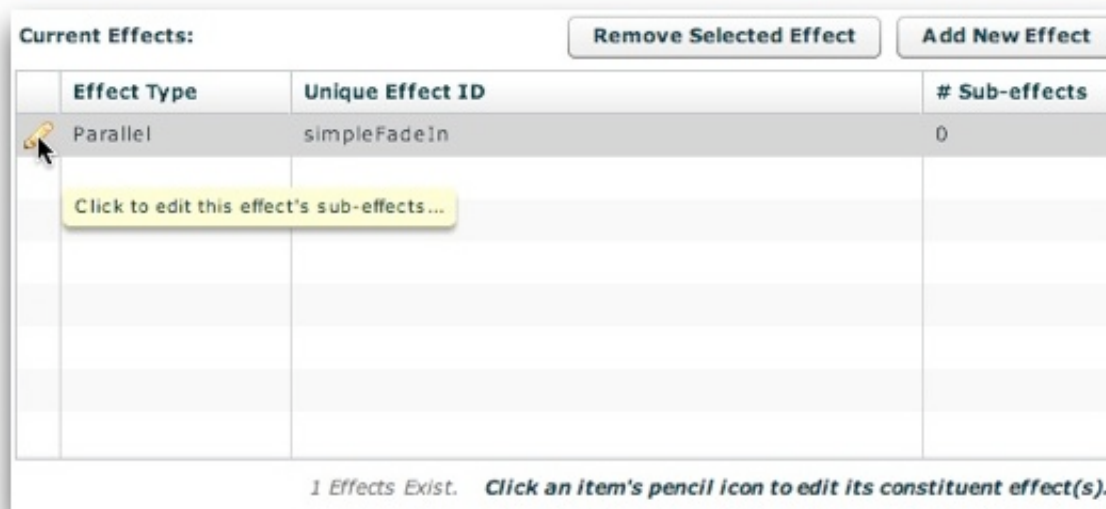 Current Effects: Remove Selected Effect Add New Effect
Effect Type Unique Effect ID # Sub-effects
Parallel simpleFadeIn 0
Click to edit this effect's sub-effects...
1 Effects Exist. Click an item's pencil icon to edit its constituent effect(s).